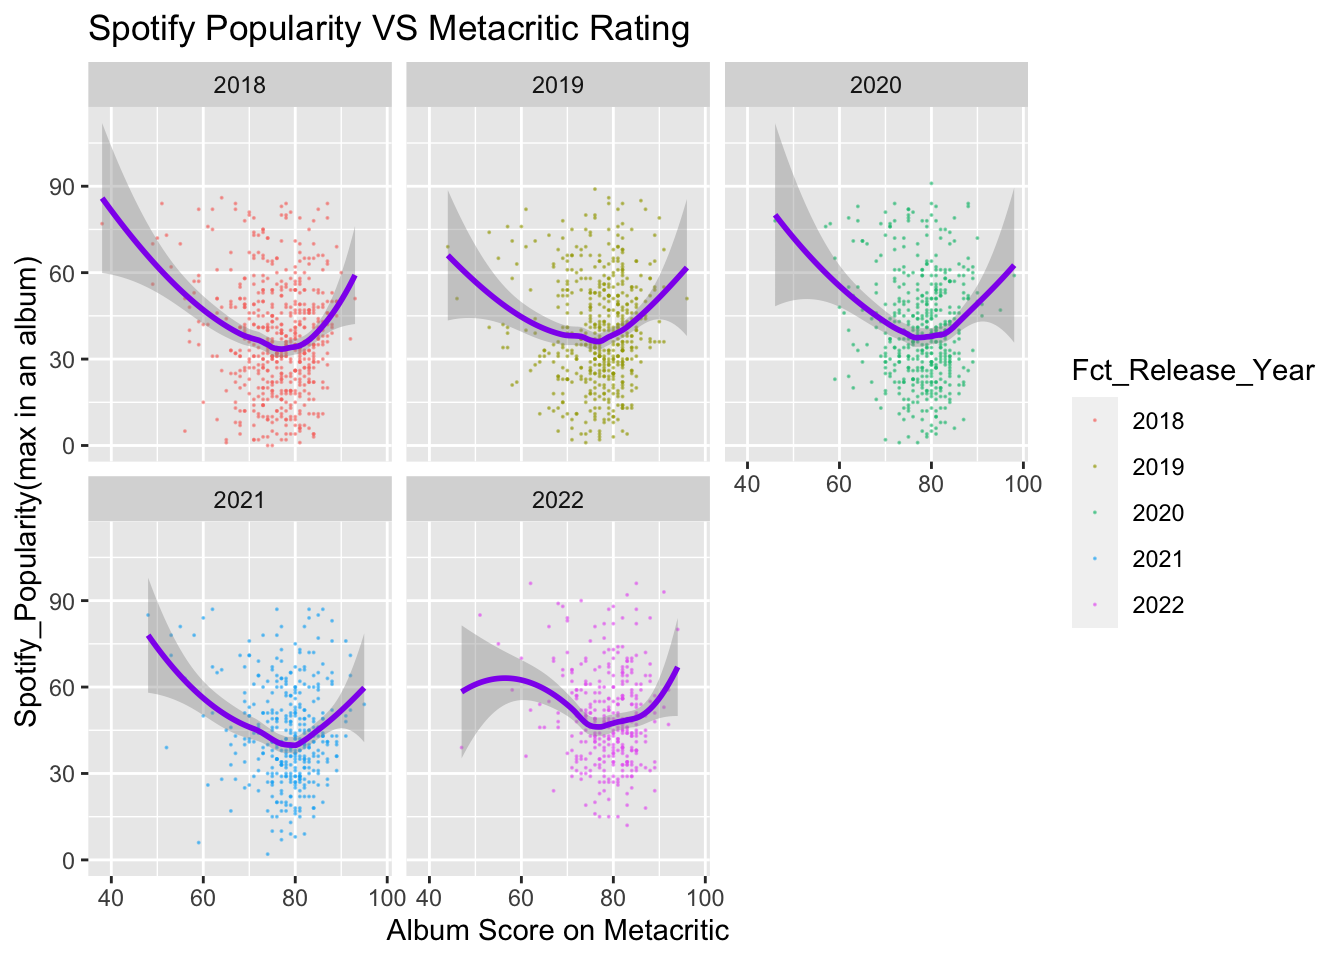 Spotify Popularity VS Metacritic Rating
2018 2019 2020
90
60
30
0
40 60 80 100
2021 2022
90
60
30
0
40 60 80 100 40 60 80 100
Spotify_Popularity(max in an album)
Album Score on Metacritic
Fct_Release_Year
2018
2019
2020
2021
2022